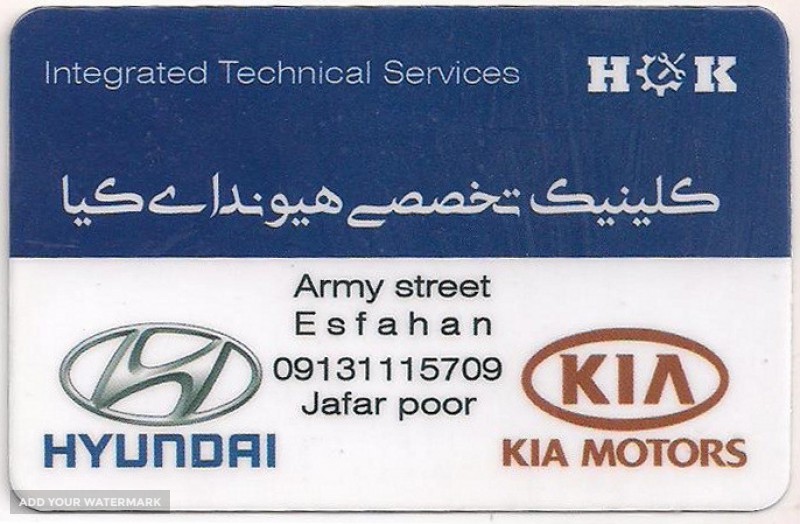 Integrated Technical Services
H K
کلینیک تخصصی هیوندای کیا
Army street
Esfahan
09131115709
Jafar poor
HYUNDAI
KIA
KIA MOTORS
ADD YOUR WATERMARK